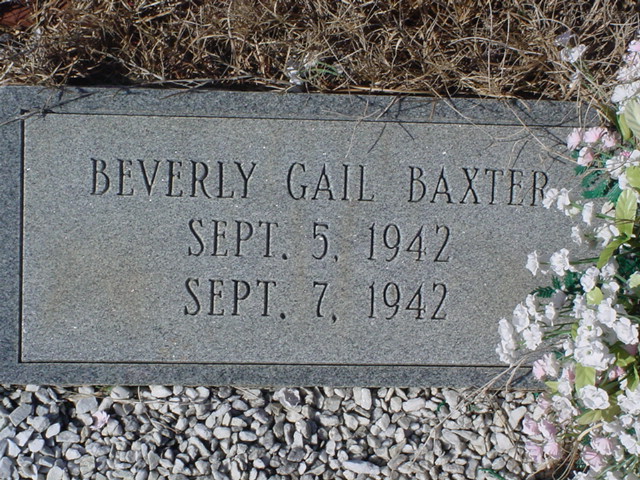 BEVERLY GAIL BAXTER
SEPT. 5, 1942
SEPT. 7, 1942